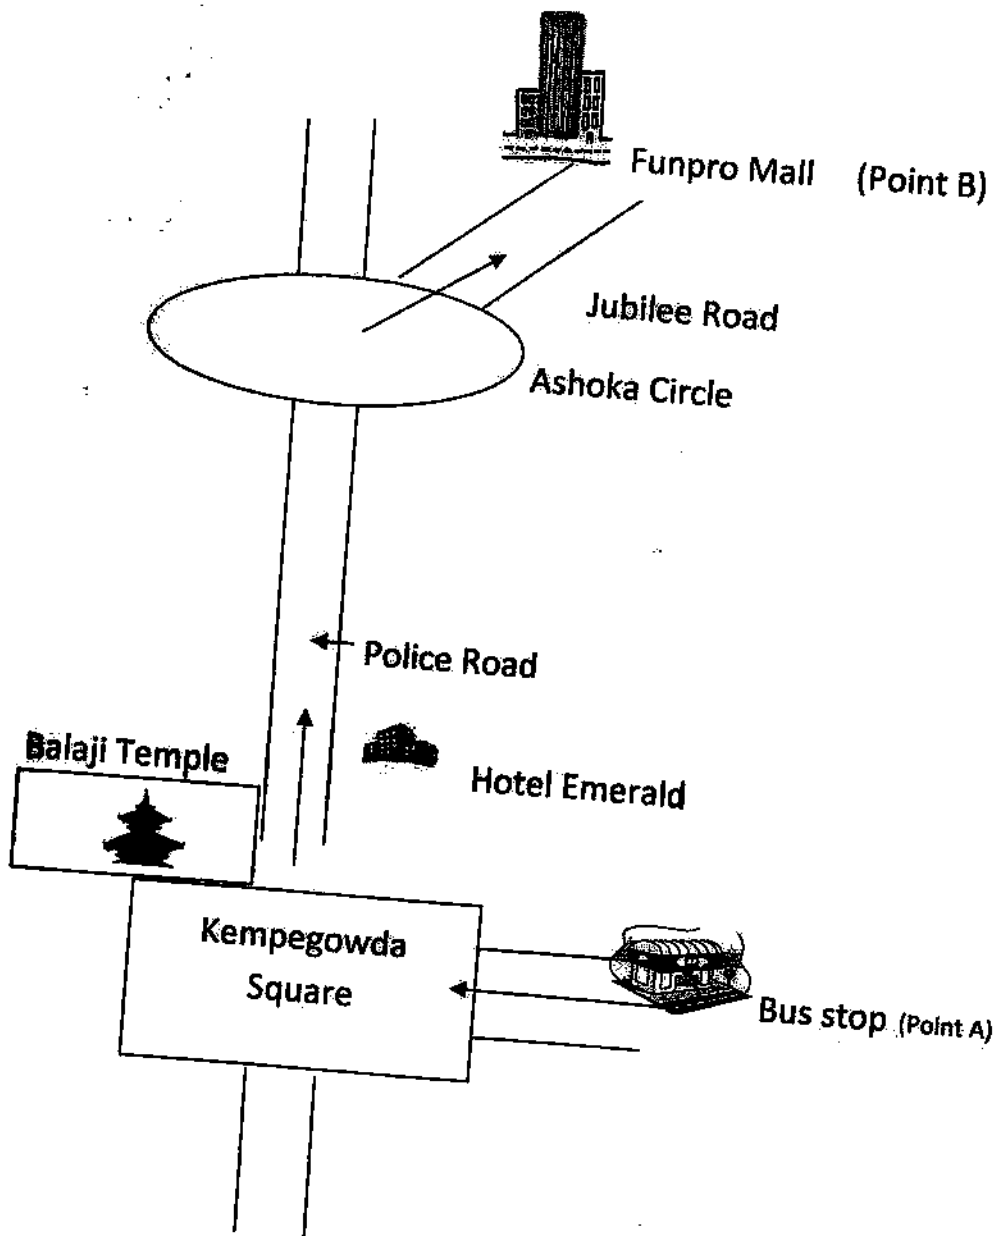 Funpro Mall (Point B)
Jubilee Road
Ashoka Circle
Police Road
Balaji Temple
Hotel Emerald
Kempegowda
Square
Bus stop (Point A)